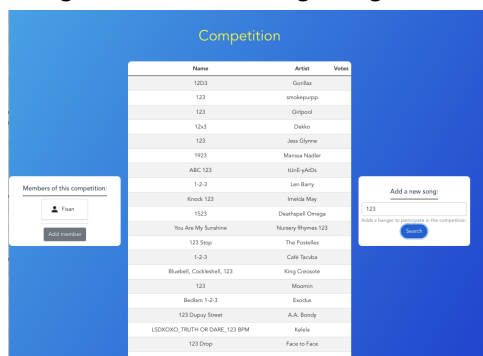 Competition
Name Artist Votes
12D3 Gorillaz
123 smokepurpp
123 Girlpool
12x3 Dekko
123 Jess Glynne
1923 Marissa Nadler
ABC 123 tUnE-yArDs
1-2-3 Len Barry
Knock 123 Imelda May
1523 Deathspell Omega
You Are My Sunshine Nursery Rhymes 123
123 Stop The Postelles
1-2-3 Café Tacvba
Bluebell, Cockleshell, 123 King Creosote
123 Moomin
Bedlam 1-2-3 Exodus
123 Dupuy Street A.A. Bondy
LSDXOXO_TRUTH OR DARE_123 BPM Kelela
123 Drop Face to Face
Members of this competition:
Fisan
Add member
Add a new song:
123
Adds a banger to participate in the competition
Search